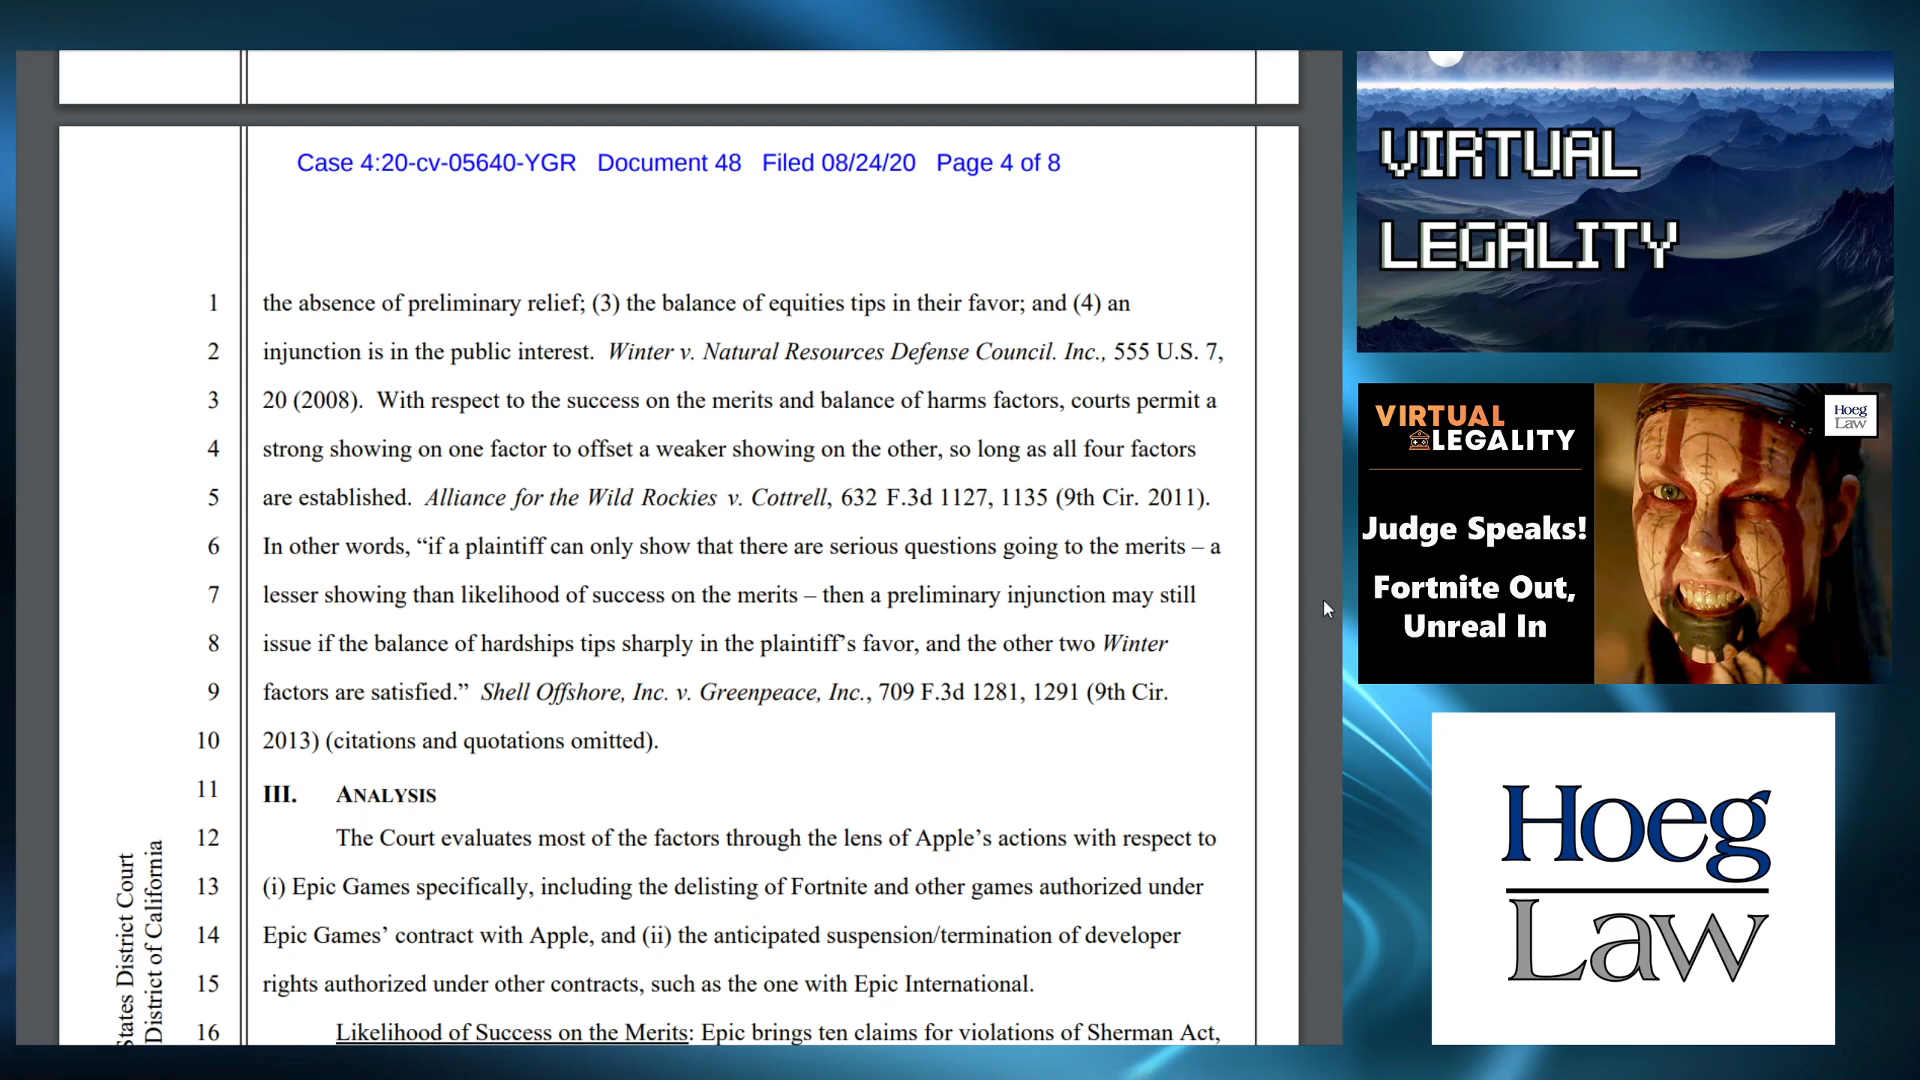 Case 4:20-cv-05640-YGR Document 48 Filed 08/24/20 Page 4 of 8
1 the absence of preliminary relief; (3) the balance of equities tips in their favor; and (4) an
2 injunction is in the public interest. Winter v. Natural Resources Defense Council. Inc., 555 U.S. 7,
3 20 (2008). With respect to the success on the merits and balance of harms factors, courts permit a
4 strong showing on one factor to offset a weaker showing on the other, so long as all four factors
5 are established. Alliance for the Wild Rockies v. Cottrell, 632 F.3d 1127, 1135 (9th Cir. 2011).
6 In other words, “if a plaintiff can only show that there are serious questions going to the merits – a
7 lesser showing than likelihood of success on the merits – then a preliminary injunction may still
8 issue if the balance of hardships tips sharply in the plaintiff’s favor, and the other two Winter
9 factors are satisfied.” Shell Offshore, Inc. v. Greenpeace, Inc., 709 F.3d 1281, 1291 (9th Cir.
10 2013) (citations and quotations omitted).
11 III. ANALYSIS
12 The Court evaluates most of the factors through the lens of Apple’s actions with respect to
13 (i) Epic Games specifically, including the delisting of Fortnite and other games authorized under
14 Epic Games’ contract with Apple, and (ii) the anticipated suspension/termination of developer
15 rights authorized under other contracts, such as the one with Epic International.
16 Likelihood of Success on the Merits: Epic brings ten claims for violations of Sherman Act,
States District Court
District of California
VIRTUAL
LEGALITY
VIRTUAL
LEGALITY
Hoeg
Law
Judge Speaks!
Fortnite Out,
Unreal In
Hoeg
Law